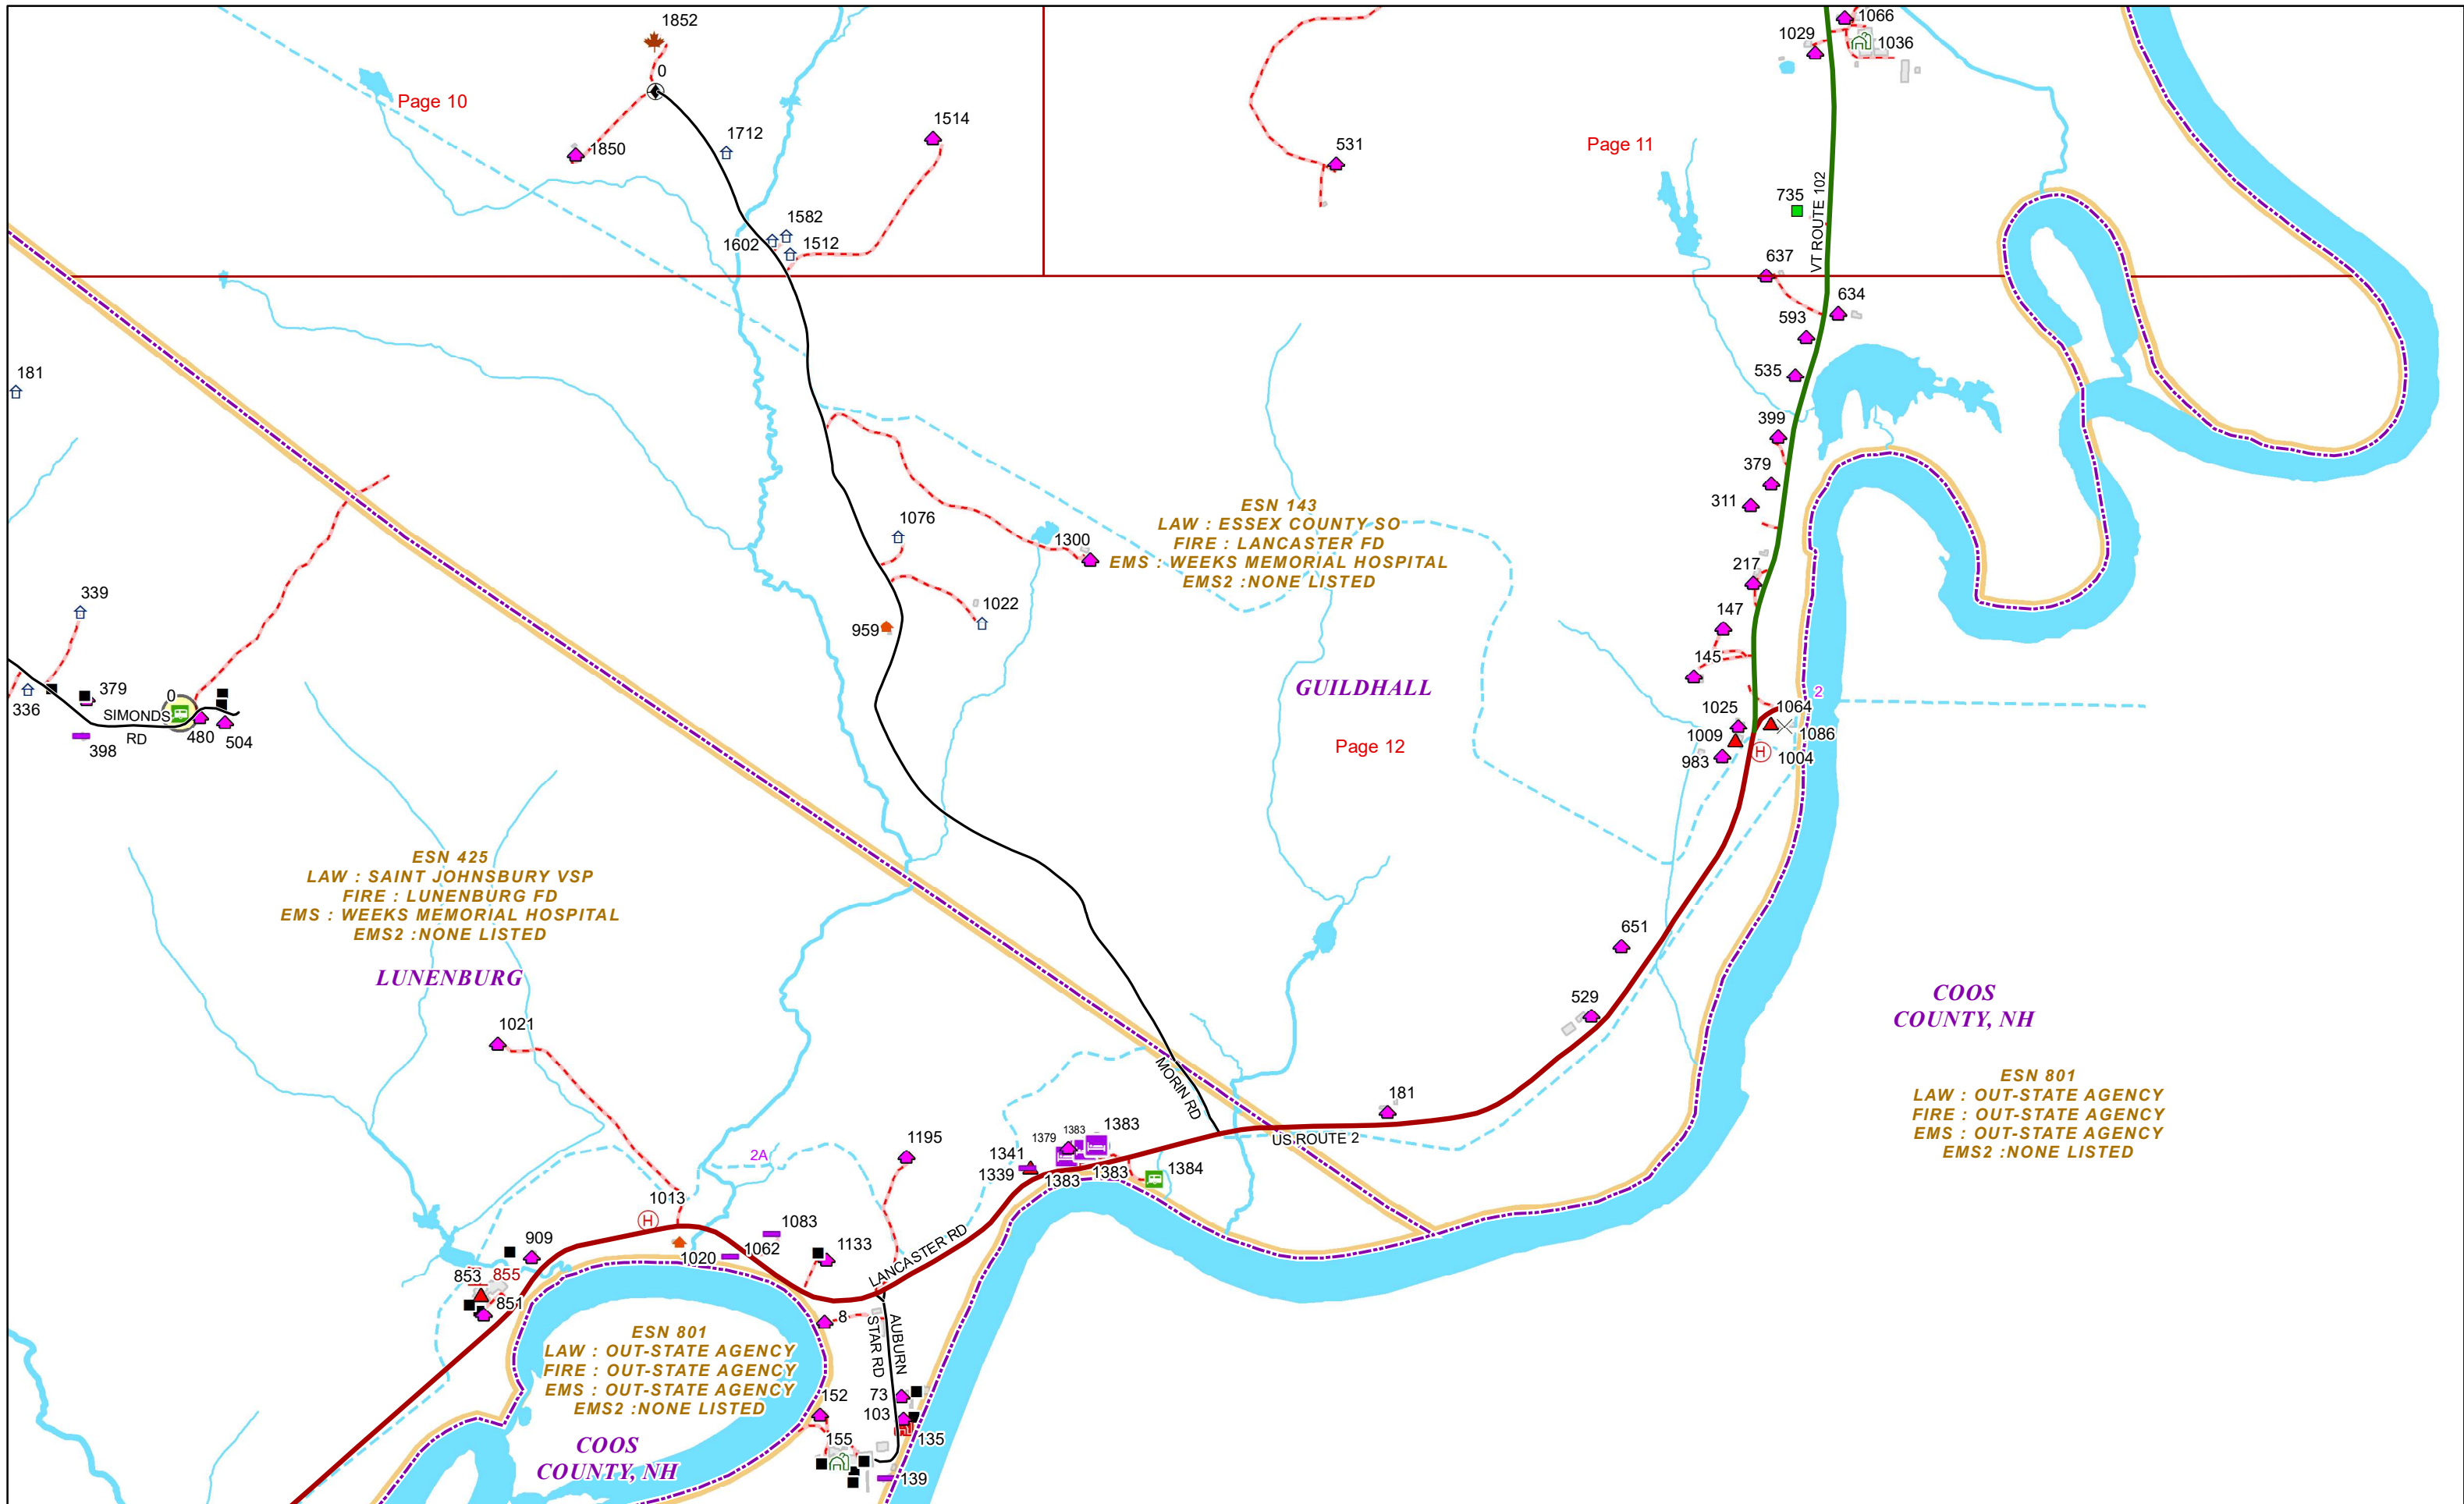 1852
0
Page 10
1850
1712
1514
1582
1602
1512
531
Page 11
1066
1029
1036
735
VT ROUTE 102
637
634
593
535
399
379
311
217
147
145
2
1025
1064
1009
1086
983
1004
H
181
339
336
379
0
SIMONDS
RD
398
480
504
1076
1300
1022
959
ESN 143
LAW : ESSEX COUNTY SO
FIRE : LANCASTER FD
EMS : WEEKS MEMORIAL HOSPITAL
EMS2 :NONE LISTED
GUILDHALL
Page 12
ESN 425
LAW : SAINT JOHNSBURY VSP
FIRE : LUNENBURG FD
EMS : WEEKS MEMORIAL HOSPITAL
EMS2 :NONE LISTED
LUNENBURG
651
529
181
COOS
COUNTY, NH
ESN 801
LAW : OUT-STATE AGENCY
FIRE : OUT-STATE AGENCY
EMS : OUT-STATE AGENCY
EMS2 :NONE LISTED
1021
MORIN RD
US ROUTE 2
1195
2A
1341
1339
1379
1383
1383
1383
1383
1384
1013
H
1020
1083
1062
1133
909
853
855
851
LANCASTER RD
8
AUBURN
STAR RD
ESN 801
LAW : OUT-STATE AGENCY
FIRE : OUT-STATE AGENCY
EMS : OUT-STATE AGENCY
EMS2 :NONE LISTED
COOS
COUNTY, NH
152
73
103
155
135
139